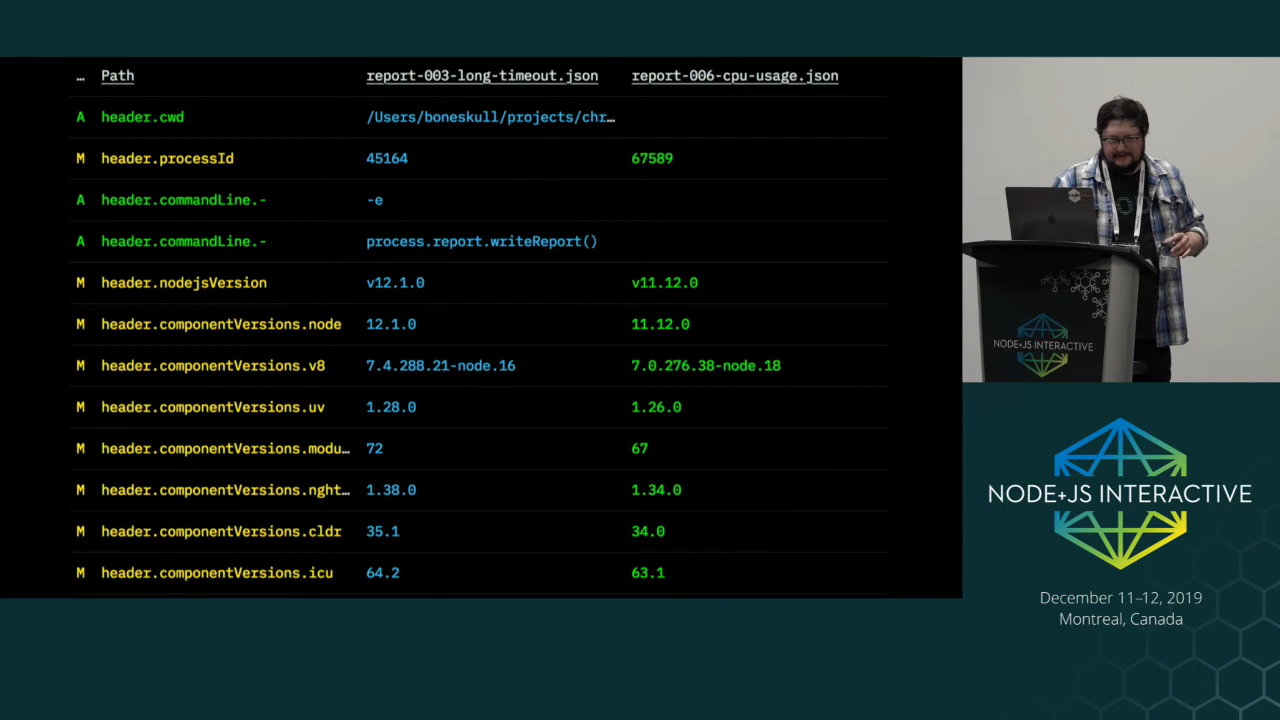 … Path report-003-long-timeout.json report-006-cpu-usage.json
A header.cwd /Users/boneskull/projects/chr…
M header.processId 45164 67589
A header.commandLine.- -e
A header.commandLine.- process.report.writeReport()
M header.nodejsVersion v12.1.0 v11.12.0
M header.componentVersions.node 12.1.0 11.12.0
M header.componentVersions.v8 7.4.288.21-node.16 7.0.276.38-node.18
M header.componentVersions.uv 1.28.0 1.26.0
M header.componentVersions.modu… 72 67
M header.componentVersions.nght… 1.38.0 1.34.0
M header.componentVersions.cldr 35.1 34.0
M header.componentVersions.icu 64.2 63.1
NODE+JS INTERACTIVE
NODE+JS INTERACTIVE
December 11–12, 2019
Montreal, Canada